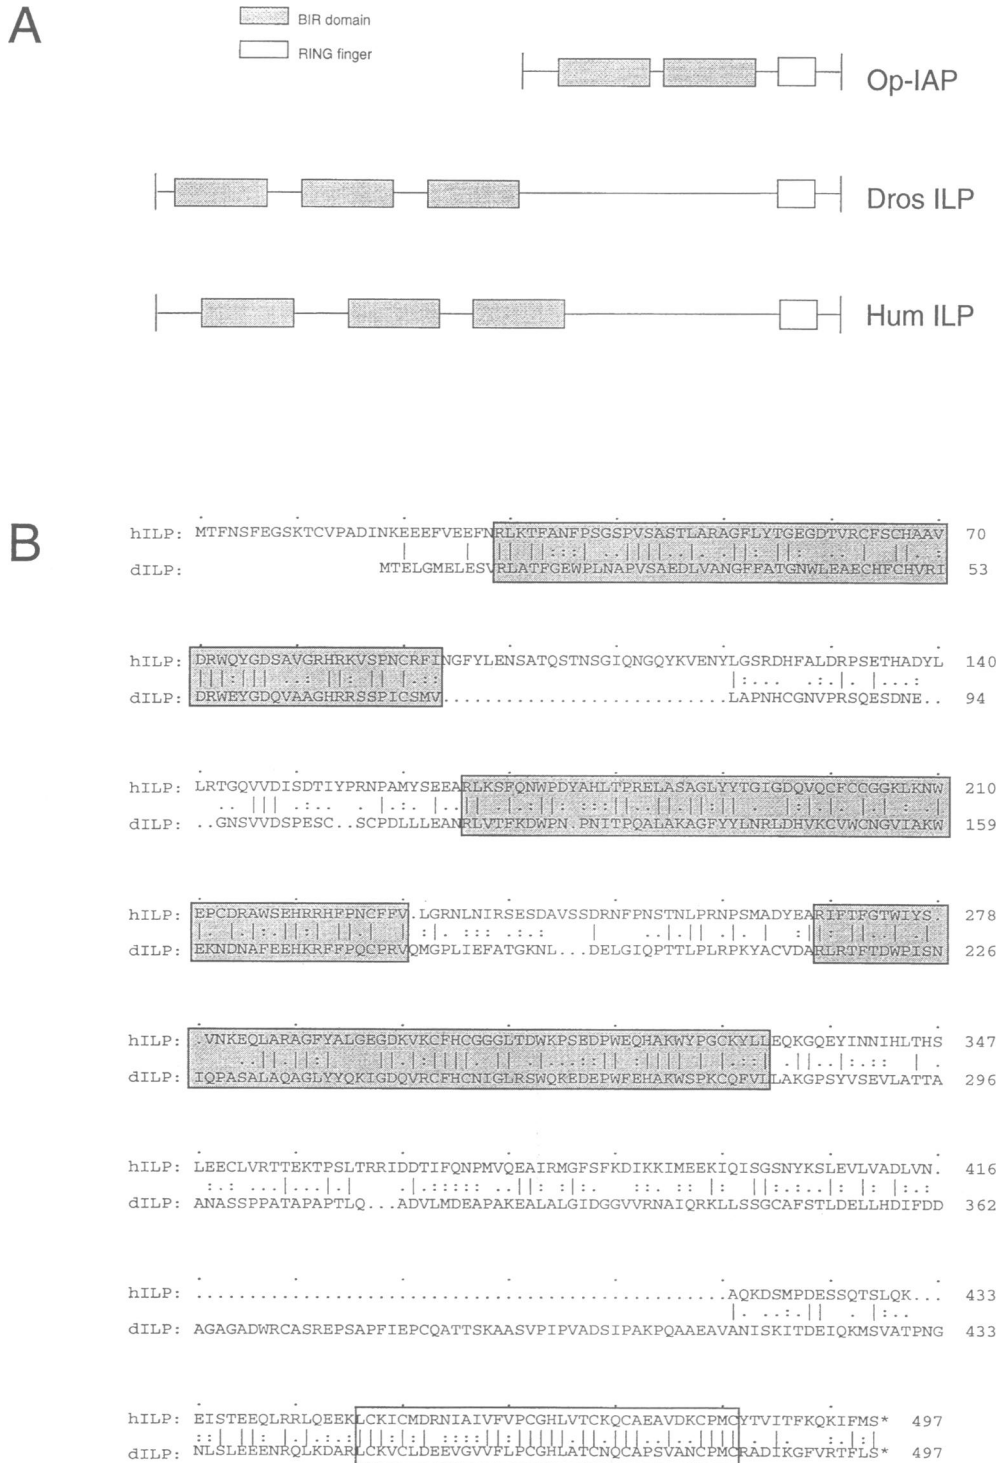 A
BIR domain
RING finger
Op-IAP
Dros ILP
Hum ILP
B
hILP: MTFNSFEGSKTCVPADINKEEEFVEEFNRLKTFANFPSGSPVSASTLARAGFLYTGEGDTVRCFSCHAAV 70
dILP: MTELGMELESVRLATFGEWPLNAPVSAEDLVANGFFATGNWLEAECHFCHVRI 53
hILP: DRWQYGDSAVGRHRKVSPNCRFINGFYLENSATQSTNSGIQNGQYKVENYLGSRDHFALDRPSETHADYL 140
dILP: DRWEYGDQVAAGHRRSSPICSMV...........................LAPNHCGNVPRSQESDNE.. 94
hILP: LRTGQVVDISDTIYPRNPAMYSEEARLKSFQNWPDYAHLTPRELASAGLYYTGIGDQVQCFCCGGKLKNW 210
dILP: ..GNSVVDSPESC..SCPDLLLEANRLVTFKDWPN.PNITPQALAKAGFYYLNRLDHVKCVWCNGVIAKW 159
hILP: EPCDRAWSEHRRHFPNCFFV.LGRNLNIRSESDAVSSDRNFPNSTNLPRNPSMADYEARIFTFGTWIYS. 278
dILP: EKNDNAFEEHKRFFPQCPRVQMGPLIEFATGKNL...DELGIQPTTLPLRPKYACVDARLRTFTDWPISN 226
hILP: .VNKEQLARAGFYALGEGDKVKCFHCGGGLTDWKPSEDPWEQHAKWYPGCKYLLEQKGQEYINNIHLTHS 347
dILP: IQPASALAQAGLYYQKIGDQVRCFHCNIGLRSWQKEDEPWFEHAKWSPKCQFVLLAKGPSYVSEVLATTA 296
hILP: LEECLVRTTEKTPSLTRRIDDTIFQNPMVQEAIRMGFSFKDIKKIMEEKIQISGSNYKSLEVLVADLVN. 416
dILP: ANASSPPATAPAPTLQ...ADVLMDEAPAKEALALGIDGGVVRNAIQRKLLSSGCAFSTLDELLHDIFDD 362
hILP: ..................................................AQKDSMPDESSQTSLQK... 433
dILP: AGAGADWRCASREPSAPFIEPCQATTSKAASVPIPVADSIPAKPQAAEAVANISKITDEIQKMSVATPNG 433
hILP: EISTEEQLRRLQEEKLCKICMDRNIAIVFVPCGHLVTCKQCAEAVDKCPMCYTVITFKQKIFMS* 497
dILP: NLSLEEENRQLKDARLCKVCLDEEVGVVFLPCGHLATCNQCAPSVANCPMCRADIKGFVRTFLS* 497